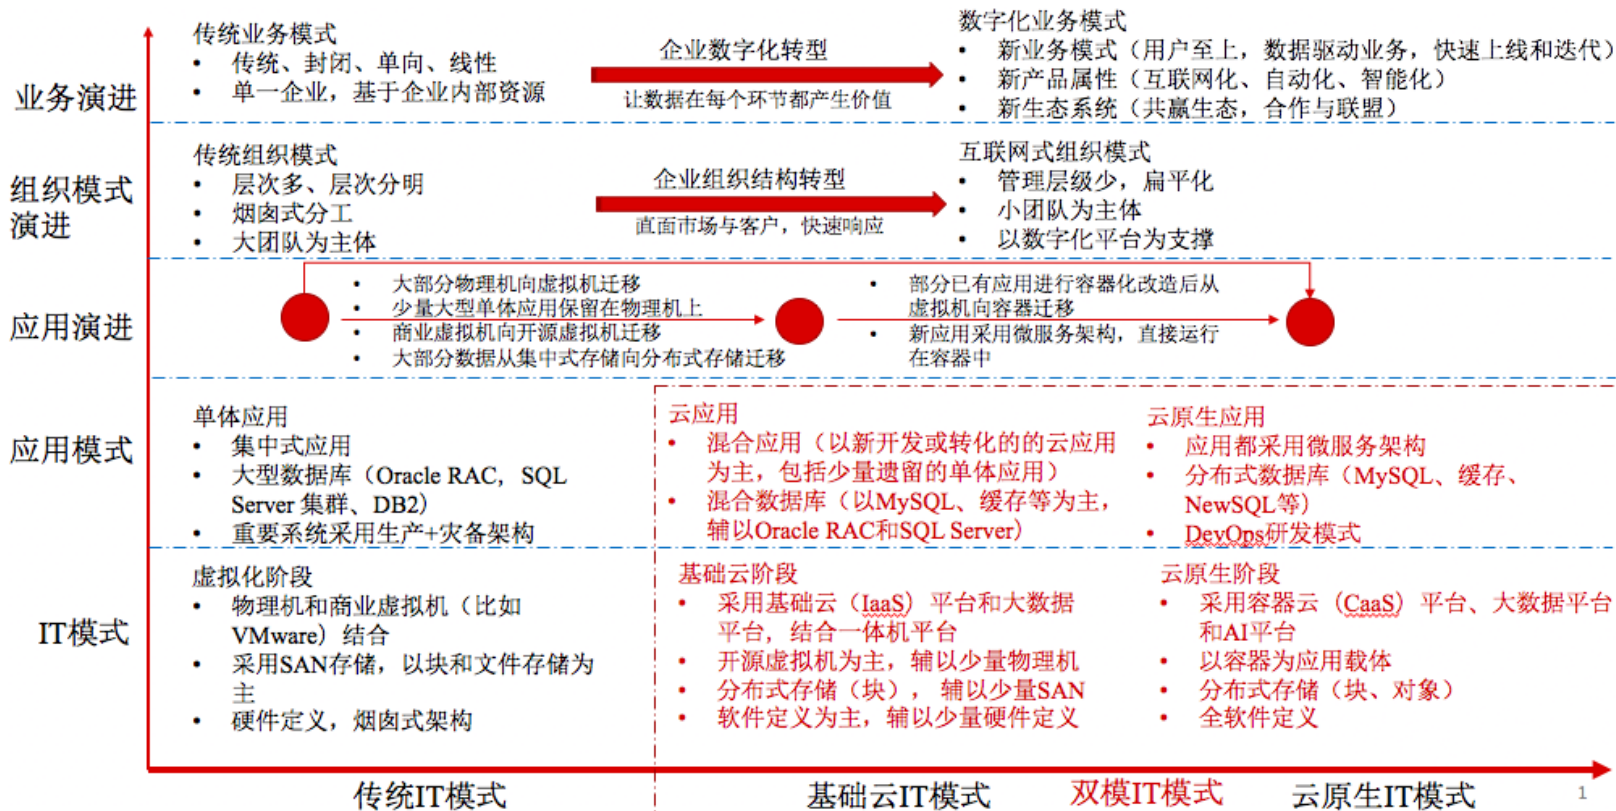 业务演进
传统业务模式
• 传统、封闭、单向、线性
• 单一企业，基于企业内部资源
企业数字化转型
让数据在每个环节都产生价值
数字化业务模式
• 新业务模式（用户至上，数据驱动业务，快速上线和迭代）
• 新产品属性（互联网化、自动化、智能化）
• 新生态系统（共赢生态，合作与联盟）
组织模式
演进
传统组织模式
• 层次多、层次分明
• 烟囱式分工
• 大团队为主体
企业组织结构转型
直面市场与客户，快速响应
互联网式组织模式
• 管理层级少，扁平化
• 小团队为主体
• 以数字化平台为支撑
应用演进
• 大部分物理机向虚拟机迁移
• 少量大型单体应用保留在物理机上
• 商业虚拟机向开源虚拟机迁移
• 大部分数据从集中式存储向分布式存储迁移
• 部分已有应用进行容器化改造后从
虚拟机向容器迁移
• 新应用采用微服务架构，直接运行
在容器中
应用模式
单体应用
• 集中式应用
• 大型数据库（Oracle RAC，SQL
Server 集群、DB2）
• 重要系统采用生产+灾备架构
云应用
• 混合应用（以新开发或转化的的云应用
为主，包括少量遗留的单体应用）
• 混合数据库（以MySQL、缓存等为主，
辅以Oracle RAC和SQL Server）
云原生应用
• 应用都采用微服务架构
• 分布式数据库（MySQL、缓存、
NewSQL等）
• DevOps研发模式
IT模式
虚拟化阶段
• 物理机和商业虚拟机（比如
VMware）结合
• 采用SAN存储，以块和文件存储为
主
• 硬件定义，烟囱式架构
基础云阶段
• 采用基础云（IaaS）平台和大数据
平台，结合一体机平台
• 开源虚拟机为主，辅以少量物理机
• 分布式存储（块），辅以少量SAN
• 软件定义为主，辅以少量硬件定义
云原生阶段
• 采用容器云（CaaS）平台、大数据平台
和AI平台
• 以容器为应用载体
• 分布式存储（块、对象）
• 全软件定义
传统IT模式
基础云IT模式
双模IT模式
云原生IT模式
1